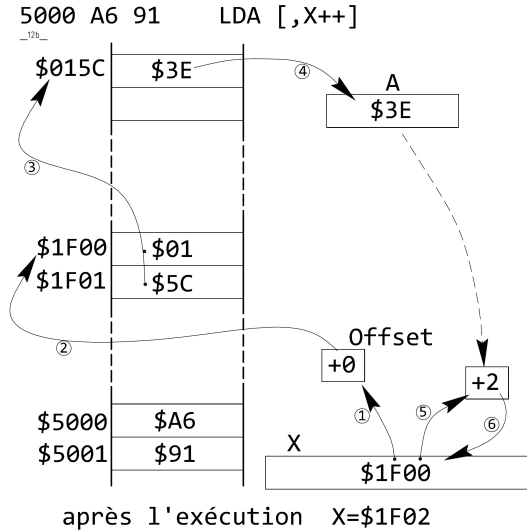 5000 A6 91 LDA [,X++]
_12b_
$015C $3E ④
A
$3E
③
$1F00 $01
$1F01 $5C
②
Offset
+0
+2
① ⑤ ⑥
$5000 $A6
$5001 $91
X
$1F00
après l'exécution X=$1F02